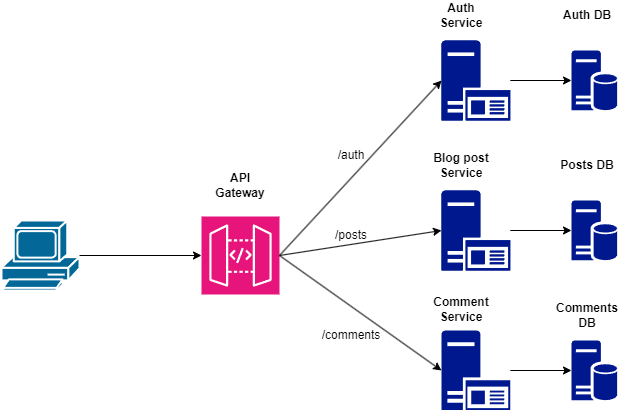 Auth
Service
Auth DB
/auth
Blog post
Service
Posts DB
API
Gateway
/posts
Comment
Service
Comments
DB
/comments